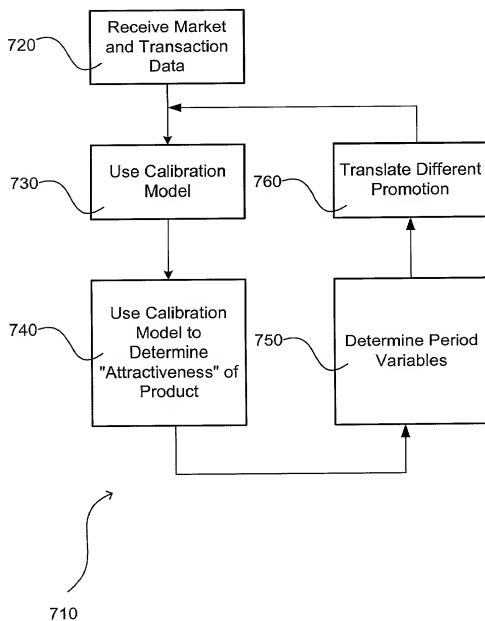 720
Receive Market
and Transaction
Data
730
Use Calibration
Model
760
Translate Different
Promotion
740
Use Calibration
Model to
Determine
"Attractiveness" of
Product
750
Determine Period
Variables
710